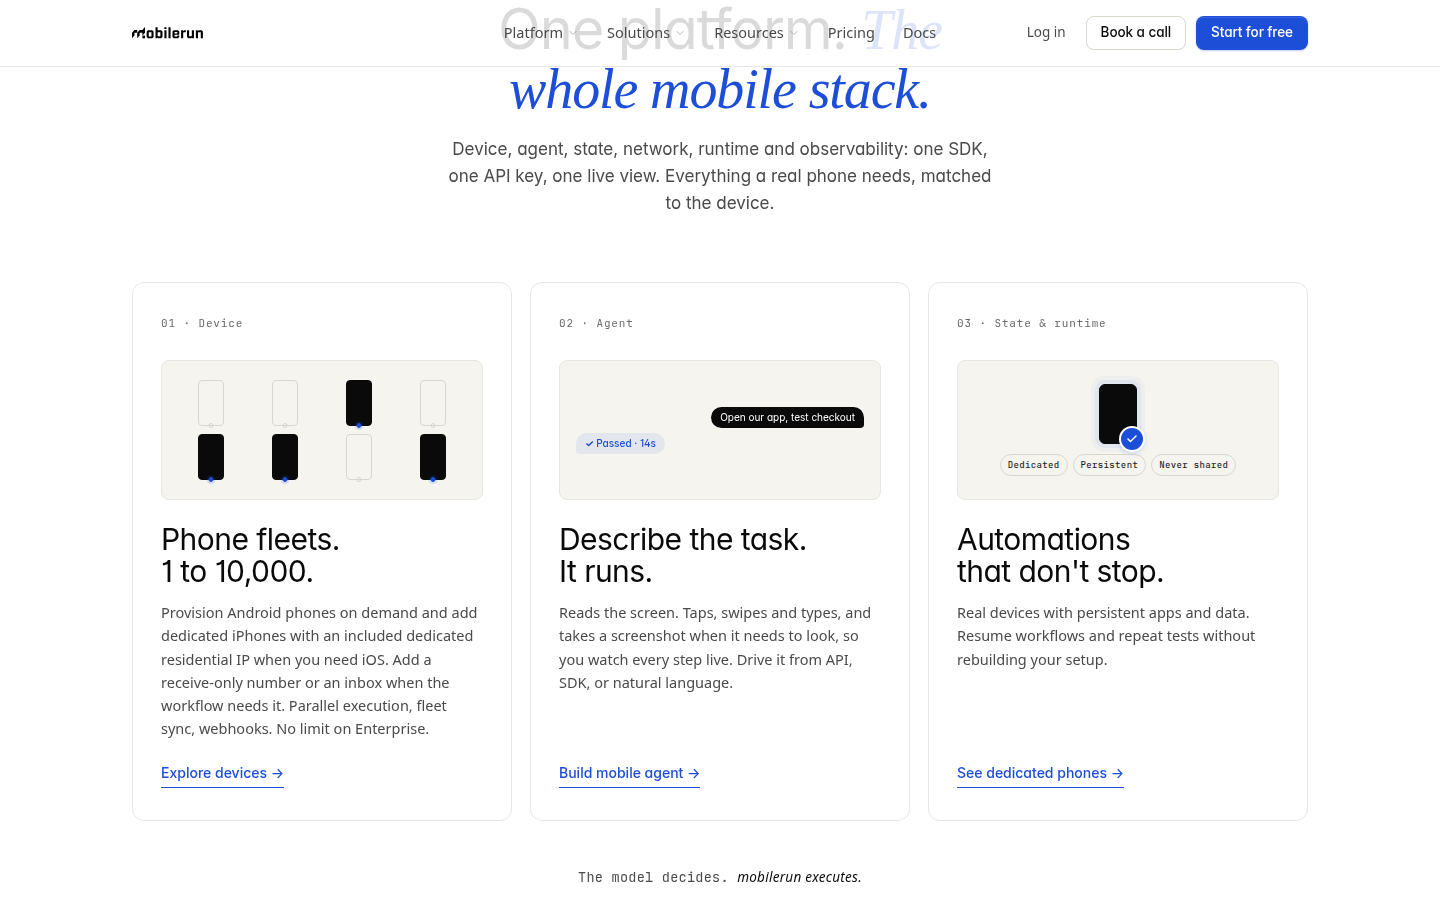 mobilerun
Platform
Solutions
Resources
Pricing
Docs
Log in
Book a call
Start for free
One platform. The
whole mobile stack.
Device, agent, state, network, runtime and observability: one SDK,
one API key, one live view. Everything a real phone needs, matched
to the device.
01 · Device
Phone fleets.
1 to 10,000.
Provision Android phones on demand and add
dedicated iPhones with an included dedicated
residential IP when you need iOS. Add a
receive-only number or an inbox when the
workflow needs it. Parallel execution, fleet
sync, webhooks. No limit on Enterprise.
Explore devices →
02 · Agent
Open our app, test checkout
✓ Passed · 14s
Describe the task.
It runs.
Reads the screen. Taps, swipes and types, and
takes a screenshot when it needs to look, so
you watch every step live. Drive it from API,
SDK, or natural language.
Build mobile agent →
03 · State & runtime
Dedicated
Persistent
Never shared
Automations
that don't stop.
Real devices with persistent apps and data.
Resume workflows and repeat tests without
rebuilding your setup.
See dedicated phones →
The model decides. mobilerun executes.